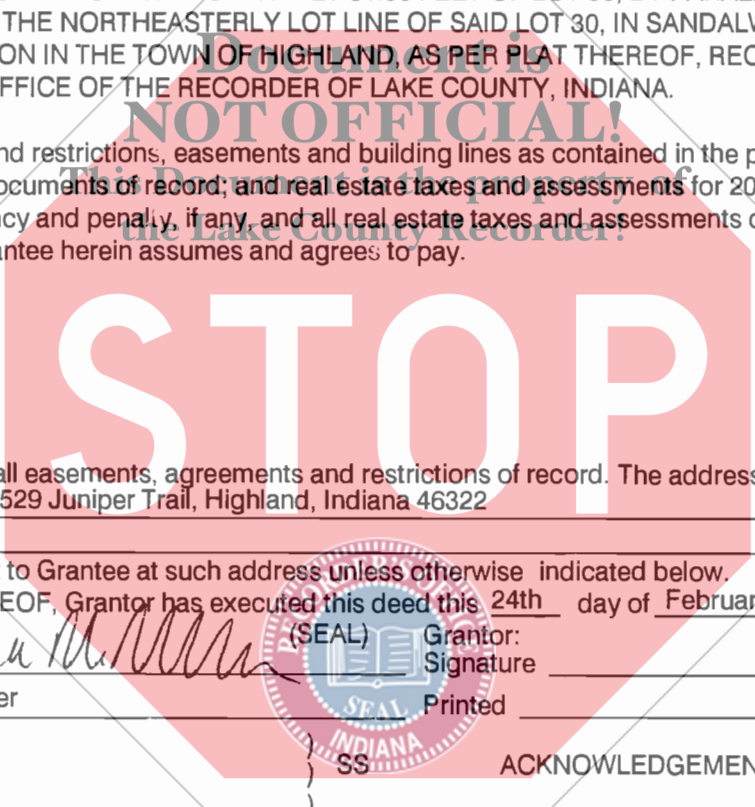 THE NORTHEASTERLY LOT LINE OF SAID LOT 30, IN
ON IN THE TOWN OF HIGHLAND, AS PER PLAT THEREOF,
Document is
FFICE OF THE RECORDER OF LAKE COUNTY, INDIANA.
NOT OFFICIAL!
nd restrictions, easements and building lines as contained in the p
This Document is the property of
ocuments of record; and real estate taxes and assessments for 20
cy and penalty, if any, and all real estate taxes and assessments
the Lake County Recorder!
antee herein assumes and agrees to pay.
STOP
all easements, agreements and restrictions of record. The address
529 Juniper Trail, Highland, Indiana 46322
to Grantee at such address unless otherwise indicated below.
EOF, Grantor has executed this deed this 24th day of Februar
(SEAL) Grantor:
Signature
er Printed
RECORDER'S OFFICE
SEAL
INDIANA
SS ACKNOWLEDGEMEN